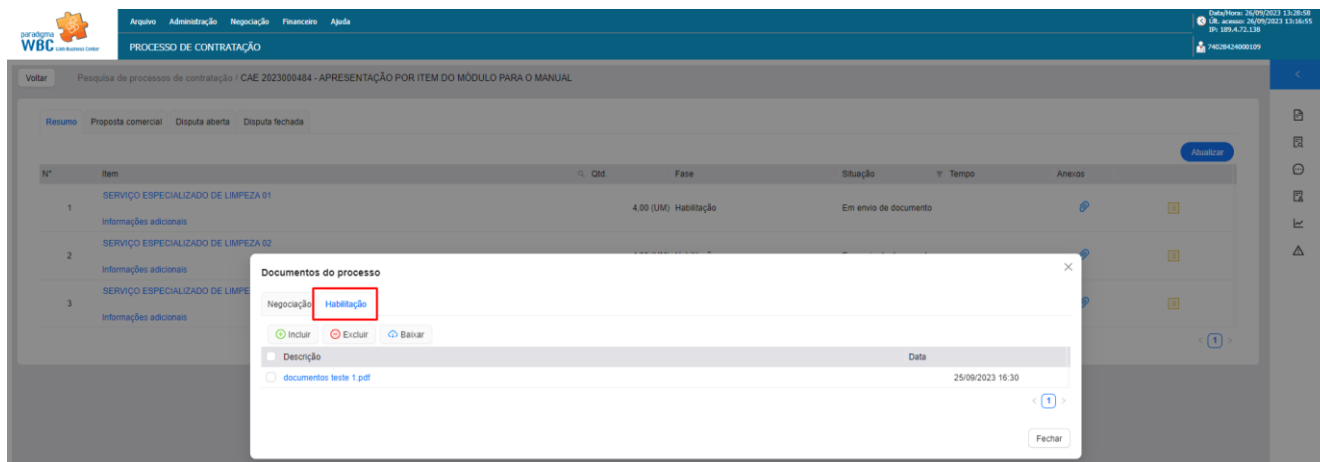 paradigma
WBC Link Business Center
Arquivo Administração Negociação Financeiro Ajuda
PROCESSO DE CONTRATAÇÃO
Data/Hora: 26/09/2023 13:28:58
Últ. acesso: 26/09/2023 13:16:55
IP: 189.4.72.138
74028424000109
Voltar Pesquisa de processos de contratação / CAE 2023000484 - APRESENTAÇÃO POR ITEM DO MÓDULO PARA O MANUAL
Resumo Proposta comercial Disputa aberta Disputa fechada
Atualizar
N° Item Qtd. Fase Situação Tempo Anexos
SERVIÇO ESPECIALIZADO DE LIMPEZA 01
1 4,00 (UM) Habilitação Em envio de documento
Informações adicionais
SERVIÇO ESPECIALIZADO DE LIMPEZA 02
2
Informações adicionais
SERVIÇO ESPECIALIZADO DE LIMPE
3
Informações adicionais
1
Documentos do processo
Negociação Habilitação
Incluir Excluir Baixar
Descrição Data
documentos teste 1.pdf 25/09/2023 16:30
1
Fechar